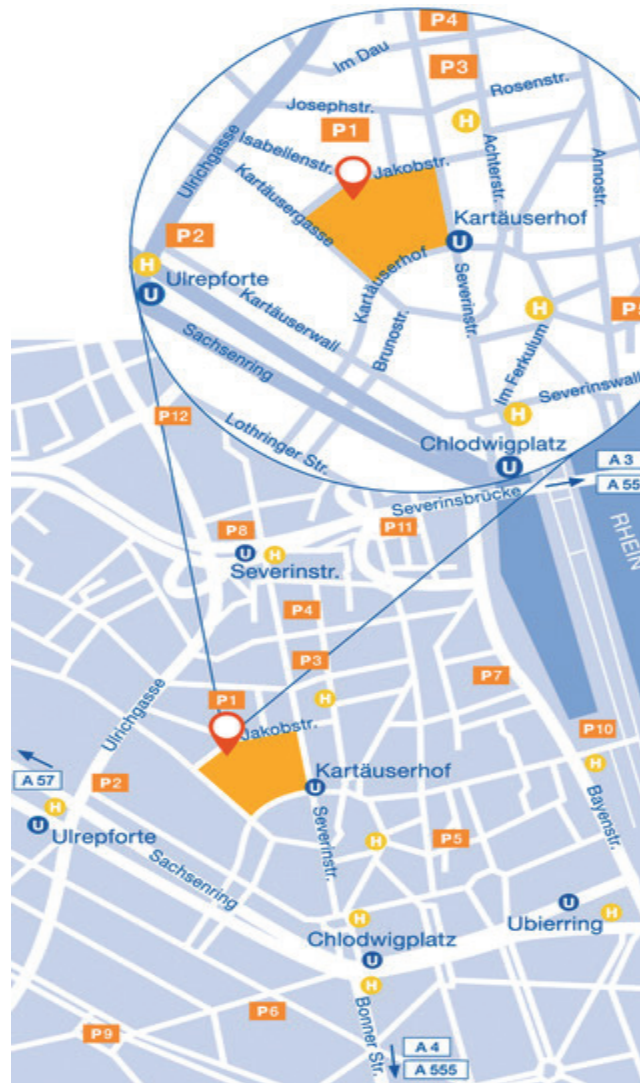 P4
Im Dau
P3
Rosenstr.
Josephstr.
P1
H
Isabellenstr.
Jakobstr.
Achterstr.
Annostr.
Ulrichgasse
Kartäusergasse
P2
Kartäuserhof
U
H
Ulrepforte
U
Kartäuserhof
Severinstr.
Kartäuserwall
H
P5
Sachsenring
Brunostr.
Im Ferkulum
Severinswall
P12
Lothringer Str.
H
Chlodwigplatz
U
A 3
A 55
Severinsbrücke
RHEIN
P8
P11
U
H
Severinstr.
P4
P3
P7
P1
H
Ulrichgasse
Jakobstr.
P10
A 57
P2
Kartäuserhof
U
H
Bayenstr.
H
U
Ulrepforte
Severinstr.
P5
H
Sachsenring
U
H
H
Ubierring
Chlodwigplatz
U
H
P6
Bonner Str.
P9
A 4
A 555